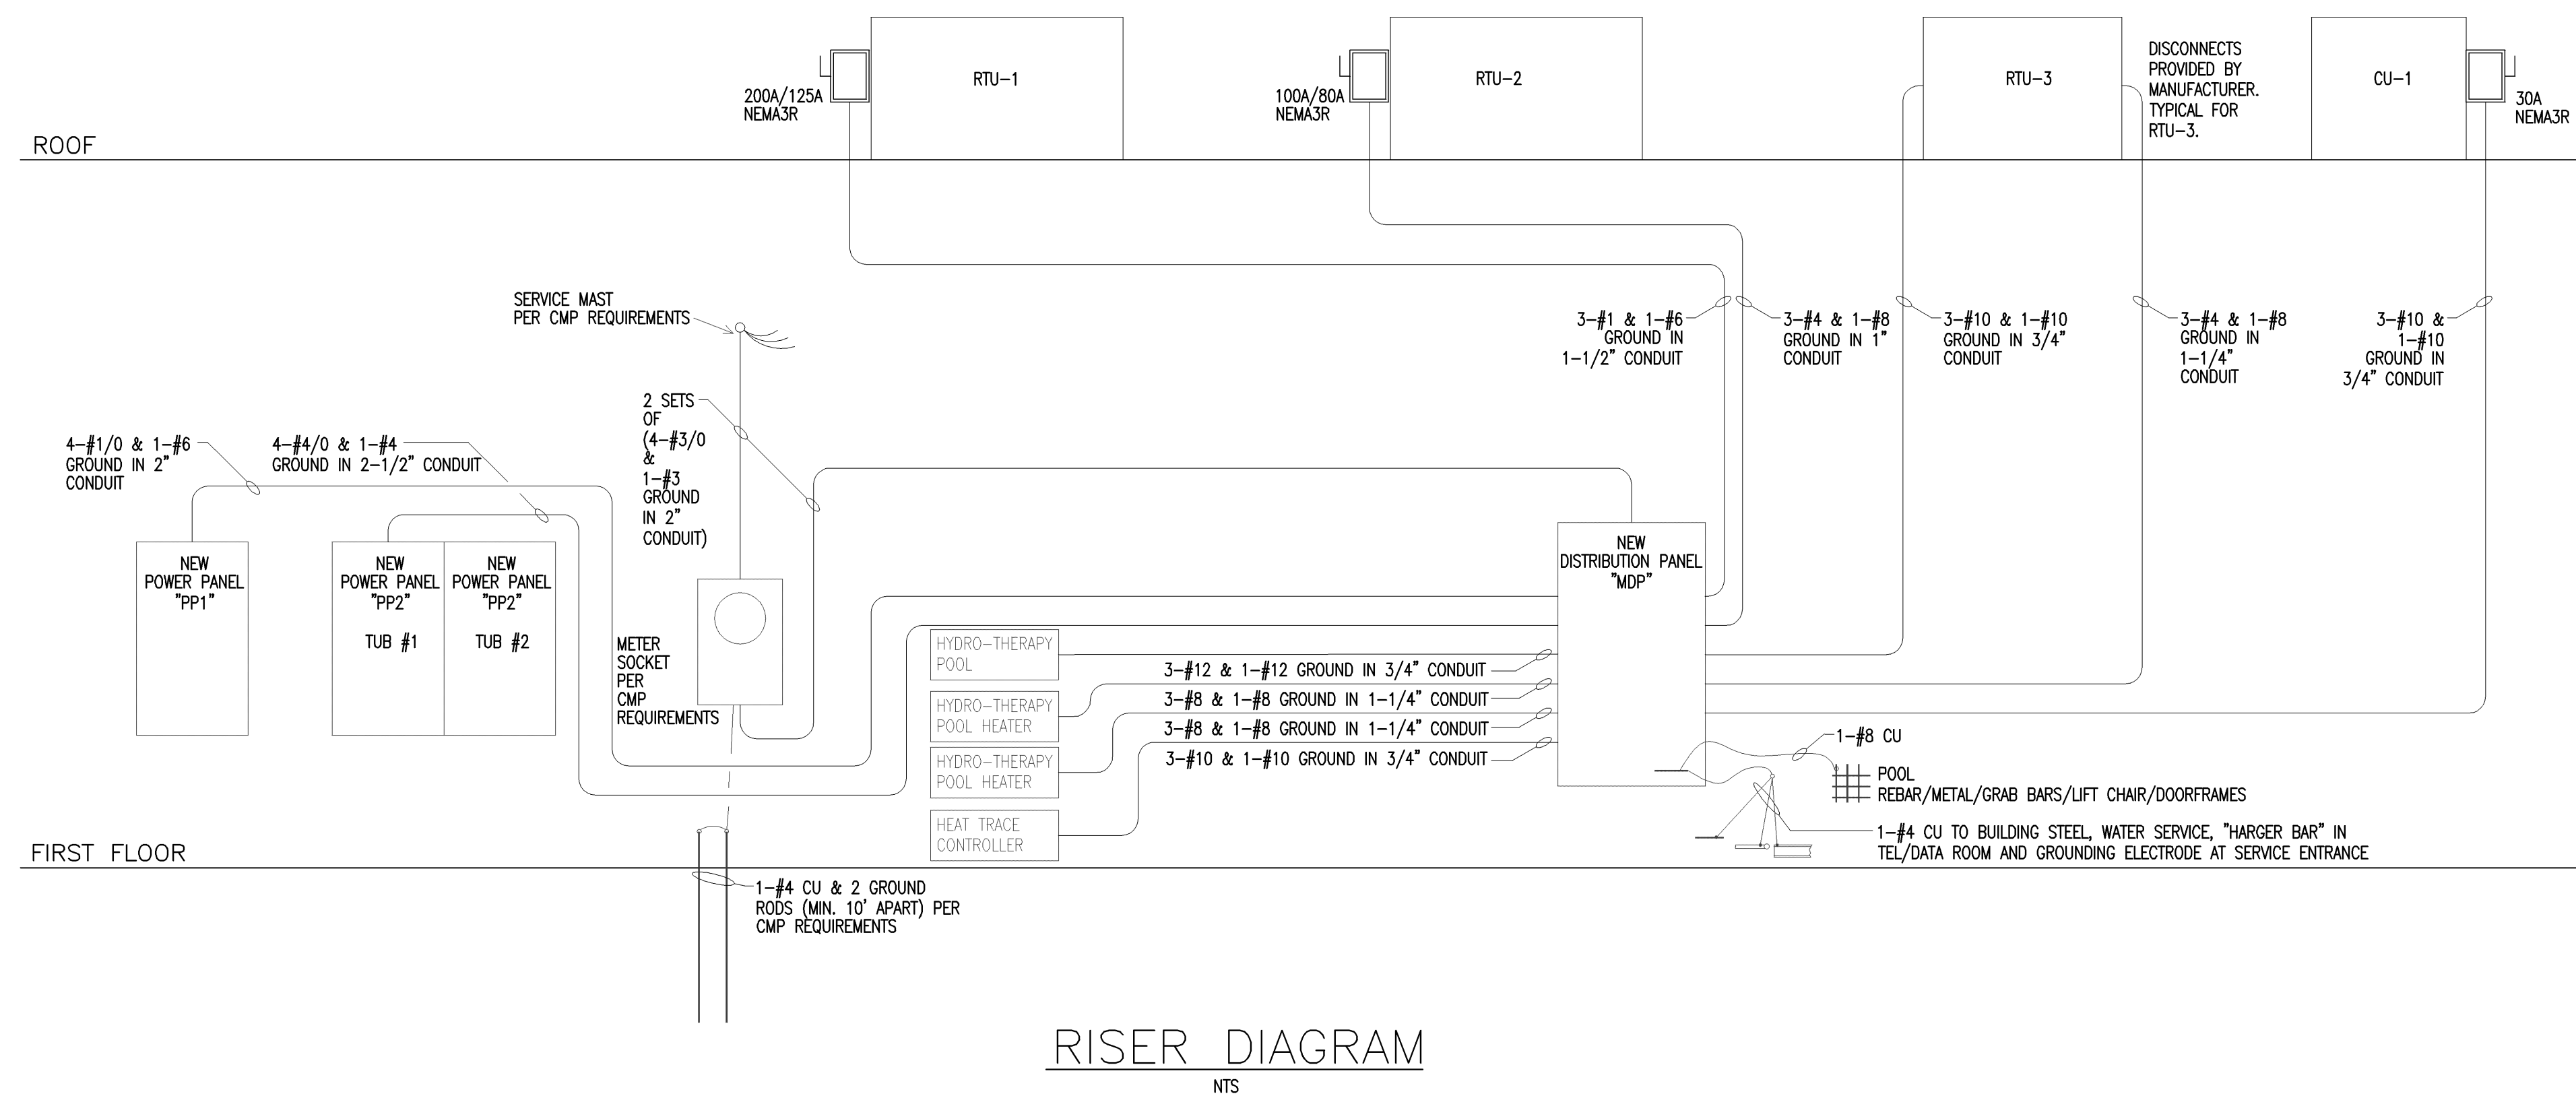 RTU-1
200A/125A
NEMA3R
RTU-2
100A/80A
NEMA3R
RTU-3
DISCONNECTS
PROVIDED BY
MANUFACTURER.
TYPICAL FOR
RTU-3.
CU-1
30A
NEMA3R
ROOF
SERVICE MAST
PER CMP REQUIREMENTS
3-#1 & 1-#6
GROUND IN
1-1/2" CONDUIT
3-#4 & 1-#8
GROUND IN 1"
CONDUIT
3-#10 & 1-#10
GROUND IN 3/4"
CONDUIT
3-#4 & 1-#8
GROUND IN
1-1/4"
CONDUIT
3-#10 &
1-#10
GROUND IN
3/4" CONDUIT
2 SETS
OF
(4-#3/0
&
1-#3
GROUND
IN 2"
CONDUIT)
4-#1/0 & 1-#6
GROUND IN 2"
CONDUIT
4-#4/0 & 1-#4
GROUND IN 2-1/2" CONDUIT
NEW
POWER PANEL
"PP1"
NEW
POWER PANEL
"PP2"
TUB #1
NEW
POWER PANEL
"PP2"
TUB #2
NEW
DISTRIBUTION PANEL
"MDP"
METER
SOCKET
PER
CMP
REQUIREMENTS
HYDRO-THERAPY
POOL
3-#12 & 1-#12 GROUND IN 3/4" CONDUIT
HYDRO-THERAPY
POOL HEATER
3-#8 & 1-#8 GROUND IN 1-1/4" CONDUIT
3-#8 & 1-#8 GROUND IN 1-1/4" CONDUIT
HYDRO-THERAPY
POOL HEATER
3-#10 & 1-#10 GROUND IN 3/4" CONDUIT
HEAT TRACE
CONTROLLER
1-#8 CU
POOL
REBAR/METAL/GRAB BARS/LIFT CHAIR/DOORFRAMES
1-#4 CU TO BUILDING STEEL, WATER SERVICE, "HARGER BAR" IN
TEL/DATA ROOM AND GROUNDING ELECTRODE AT SERVICE ENTRANCE
FIRST FLOOR
1-#4 CU & 2 GROUND
RODS (MIN. 10' APART) PER
CMP REQUIREMENTS
RISER DIAGRAM
NTS